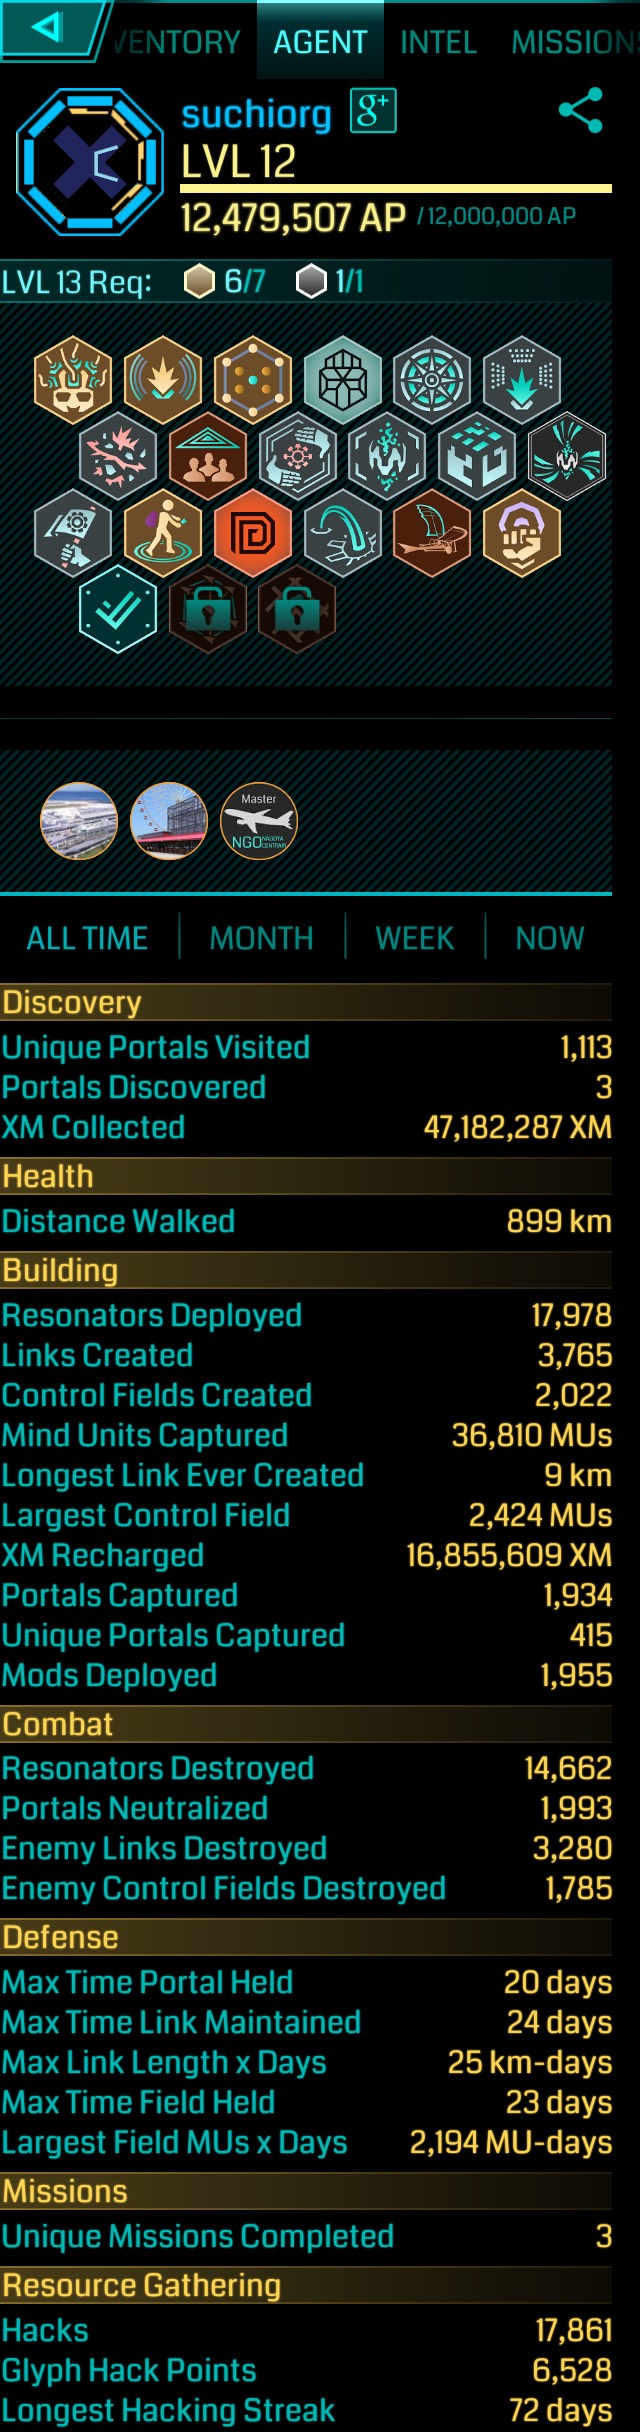 VENTORY AGENT INTEL MISSIONS
suchiorg g+
LVL 12
12,479,507 AP / 12,000,000 AP
LVL 13 Req: 6/7 1/1
Master
NGO NAGOYA CENTRAIR
ALL TIME MONTH WEEK NOW
Discovery
Unique Portals Visited 1,113
Portals Discovered 3
XM Collected 47,182,287 XM
Health
Distance Walked 899 km
Building
Resonators Deployed 17,978
Links Created 3,765
Control Fields Created 2,022
Mind Units Captured 36,810 MUs
Longest Link Ever Created 9 km
Largest Control Field 2,424 MUs
XM Recharged 16,855,609 XM
Portals Captured 1,934
Unique Portals Captured 415
Mods Deployed 1,955
Combat
Resonators Destroyed 14,662
Portals Neutralized 1,993
Enemy Links Destroyed 3,280
Enemy Control Fields Destroyed 1,785
Defense
Max Time Portal Held 20 days
Max Time Link Maintained 24 days
Max Link Length x Days 25 km-days
Max Time Field Held 23 days
Largest Field MUs x Days 2,194 MU-days
Missions
Unique Missions Completed 3
Resource Gathering
Hacks 17,861
Glyph Hack Points 6,528
Longest Hacking Streak 72 days